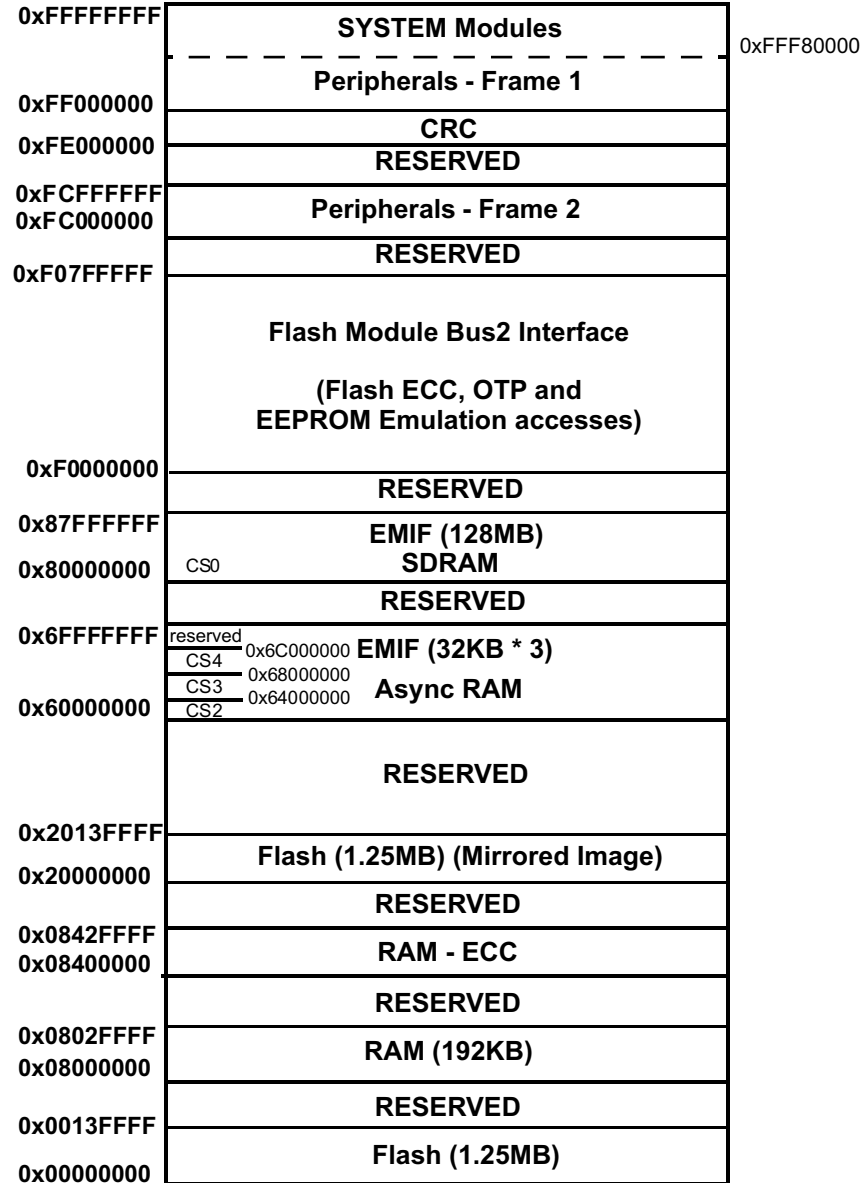 0xFFFFFFFF
SYSTEM Modules
0xFFF80000
Peripherals - Frame 1
0xFF000000
CRC
0xFE000000
RESERVED
0xFCFFFFFF
Peripherals - Frame 2
0xFC000000
RESERVED
0xF07FFFFF
Flash Module Bus2 Interface
(Flash ECC, OTP and
EEPROM Emulation accesses)
0xF0000000
RESERVED
0x87FFFFFF
EMIF (128MB)
0x80000000
CS0
SDRAM
RESERVED
0x6FFFFFFF
reserved
0x6C000000
EMIF (32KB * 3)
CS4
0x68000000
CS3
0x64000000
Async RAM
0x60000000
CS2
RESERVED
0x2013FFFF
Flash (1.25MB) (Mirrored Image)
0x20000000
RESERVED
0x0842FFFF
RAM - ECC
0x08400000
RESERVED
0x0802FFFF
RAM (192KB)
0x08000000
RESERVED
0x0013FFFF
Flash (1.25MB)
0x00000000